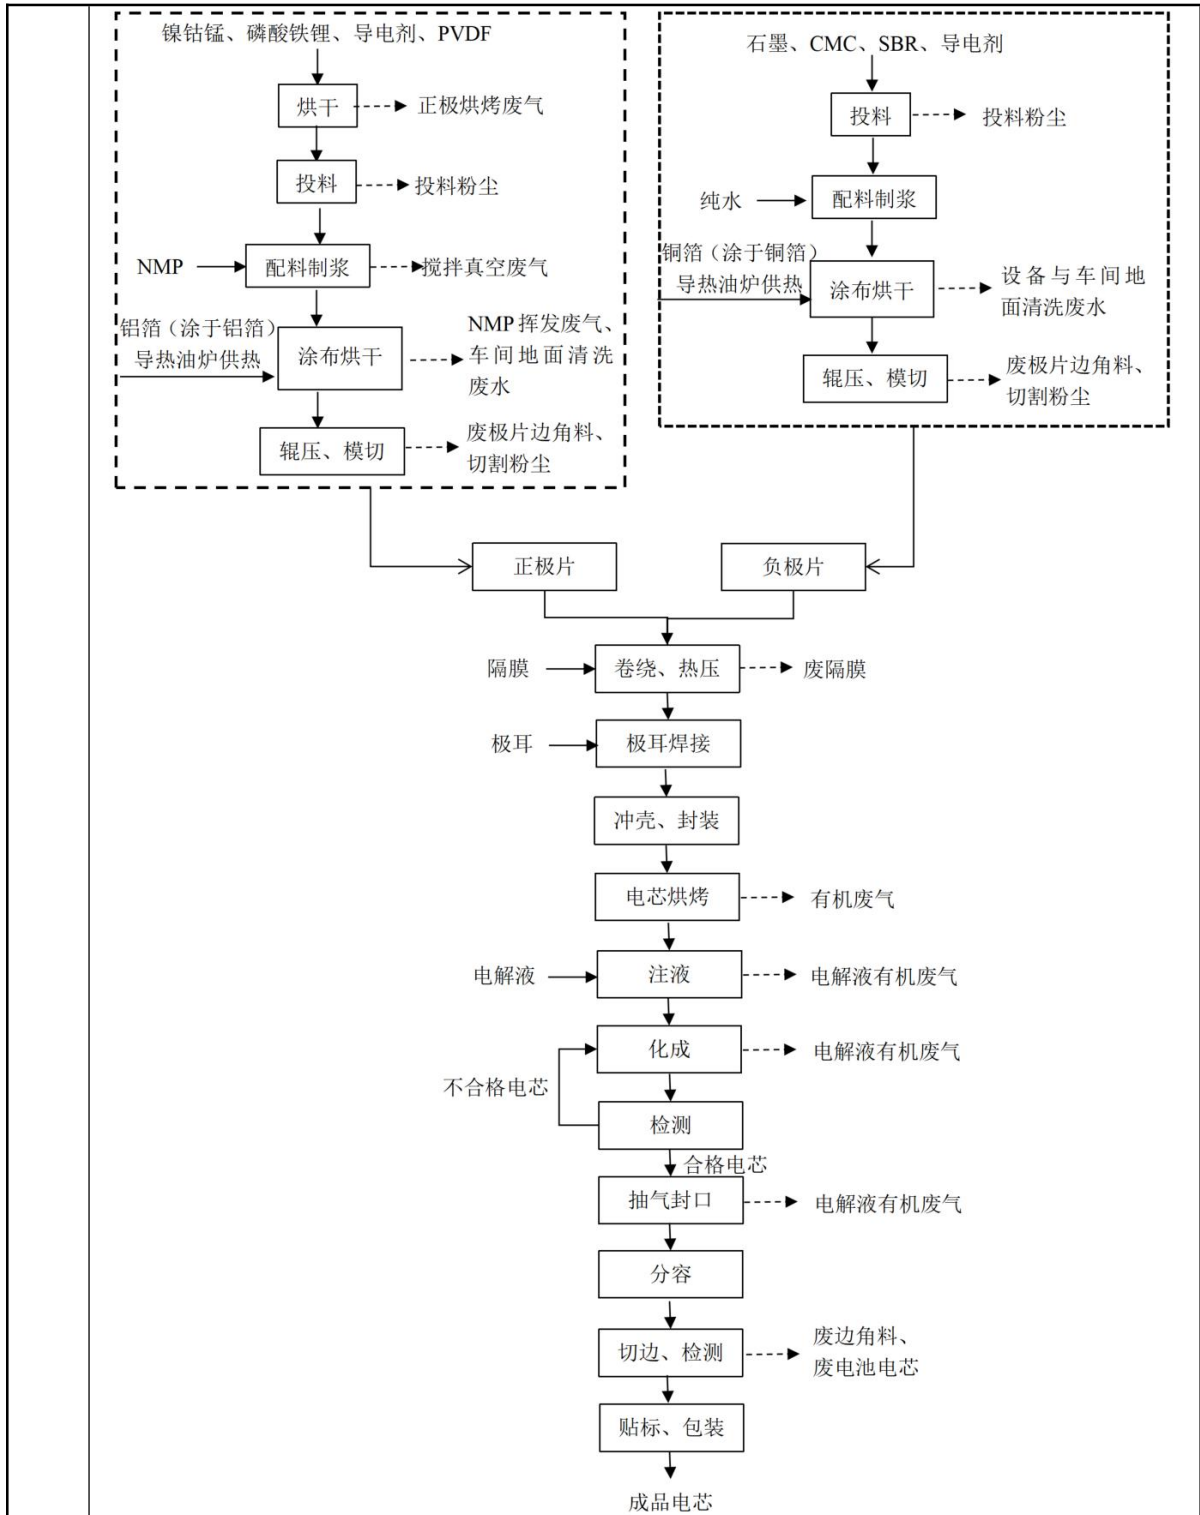 镍钴锰、磷酸铁锂、导电剂、PVDF
烘干
正极烘烤废气
投料
投料粉尘
NMP
配料制浆
搅拌真空废气
铝箔（涂于铝箔）
导热油炉供热
涂布烘干
NMP 挥发废气、
车间地面清洗
废水
辊压、模切
废极片边角料、
切割粉尘
石墨、CMC、SBR、导电剂
投料
投料粉尘
纯水
配料制浆
铜箔（涂于铜箔）
导热油炉供热
涂布烘干
设备与车间地
面清洗废水
辊压、模切
废极片边角料、
切割粉尘
正极片
负极片
隔膜
卷绕、热压
废隔膜
极耳
极耳焊接
冲壳、封装
电芯烘烤
有机废气
电解液
注液
电解液有机废气
化成
电解液有机废气
不合格电芯
检测
合格电芯
抽气封口
电解液有机废气
分容
切边、检测
废边角料、
废电池电芯
贴标、包装
成品电芯